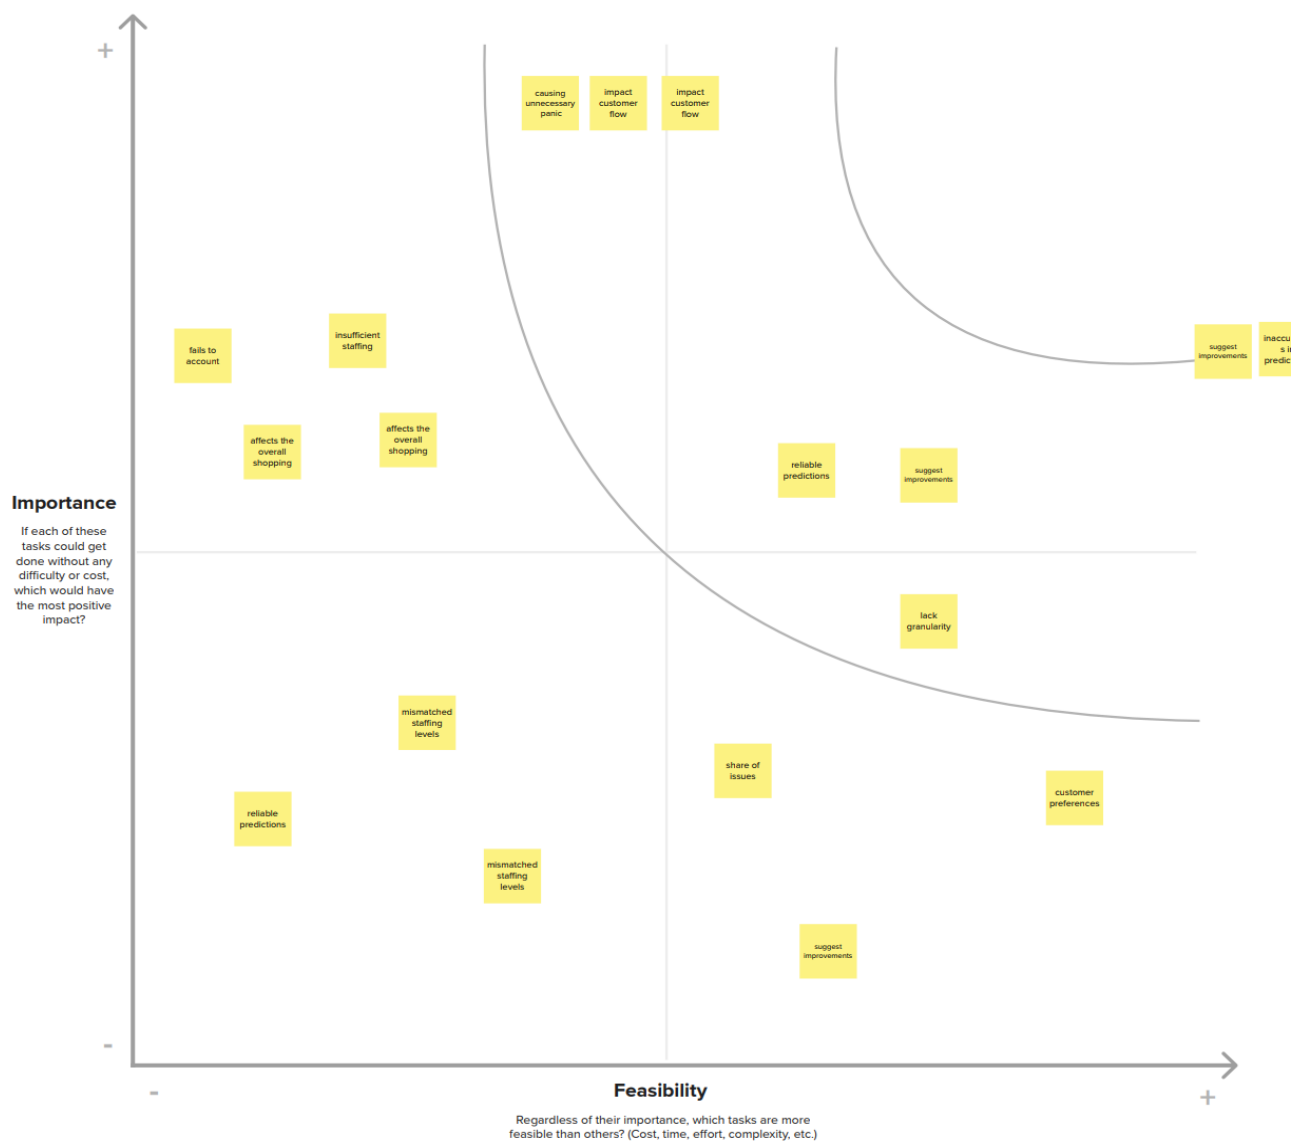 +
causing
unnecessary
panic
impact
customer
flow
impact
customer
flow
fails to
account
insufficient
staffing
suggest
improvements
affects the
overall
shopping
affects the
overall
shopping
reliable
predictions
suggest
improvements
Importance
If each of these
tasks could get
done without any
difficulty or cost,
which would have
the most positive
impact?
lack
granularity
mismatched
staffing
levels
share of
issues
customer
preferences
reliable
predictions
mismatched
staffing
levels
suggest
improvements
-
-
Feasibility
+
Regardless of their importance, which tasks are more
feasible than others? (Cost, time, effort, complexity, etc.)